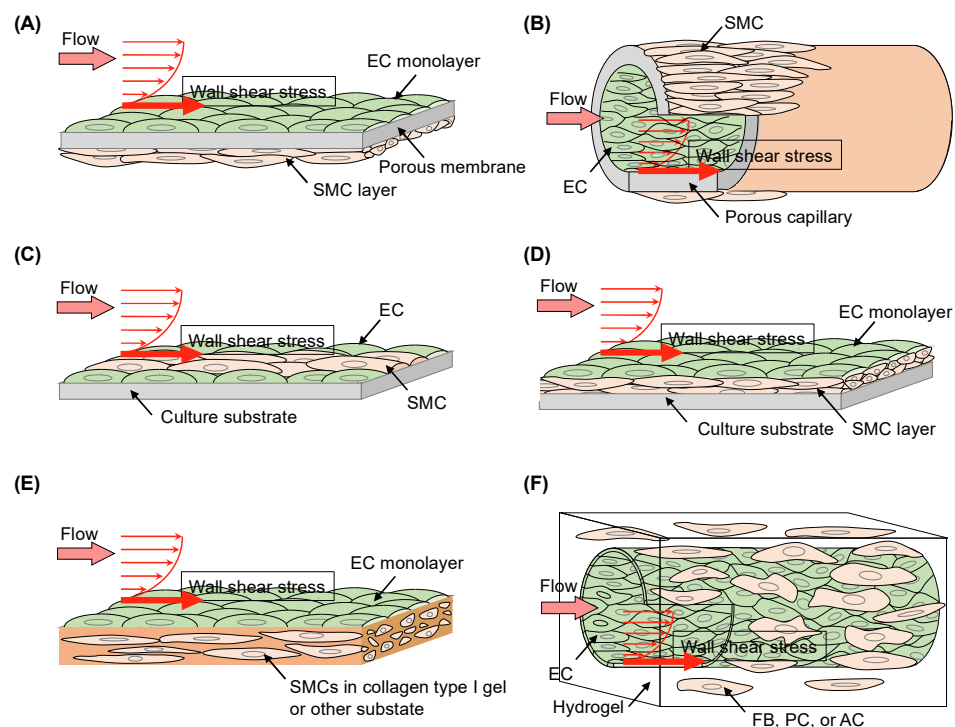 (A)
Flow
EC monolayer
Wall shear stress
Porous membrane
SMC layer
(B)
SMC
Flow
Wall shear stress
EC
Porous capillary
(C)
Flow
EC
Wall shear stress
SMC
Culture substrate
(D)
Flow
EC monolayer
Wall shear stress
Culture substrate
SMC layer
(E)
Flow
EC monolayer
Wall shear stress
SMCs in collagen type I gel
or other substate
(F)
Flow
Wall shear stress
EC
Hydrogel
FB, PC, or AC